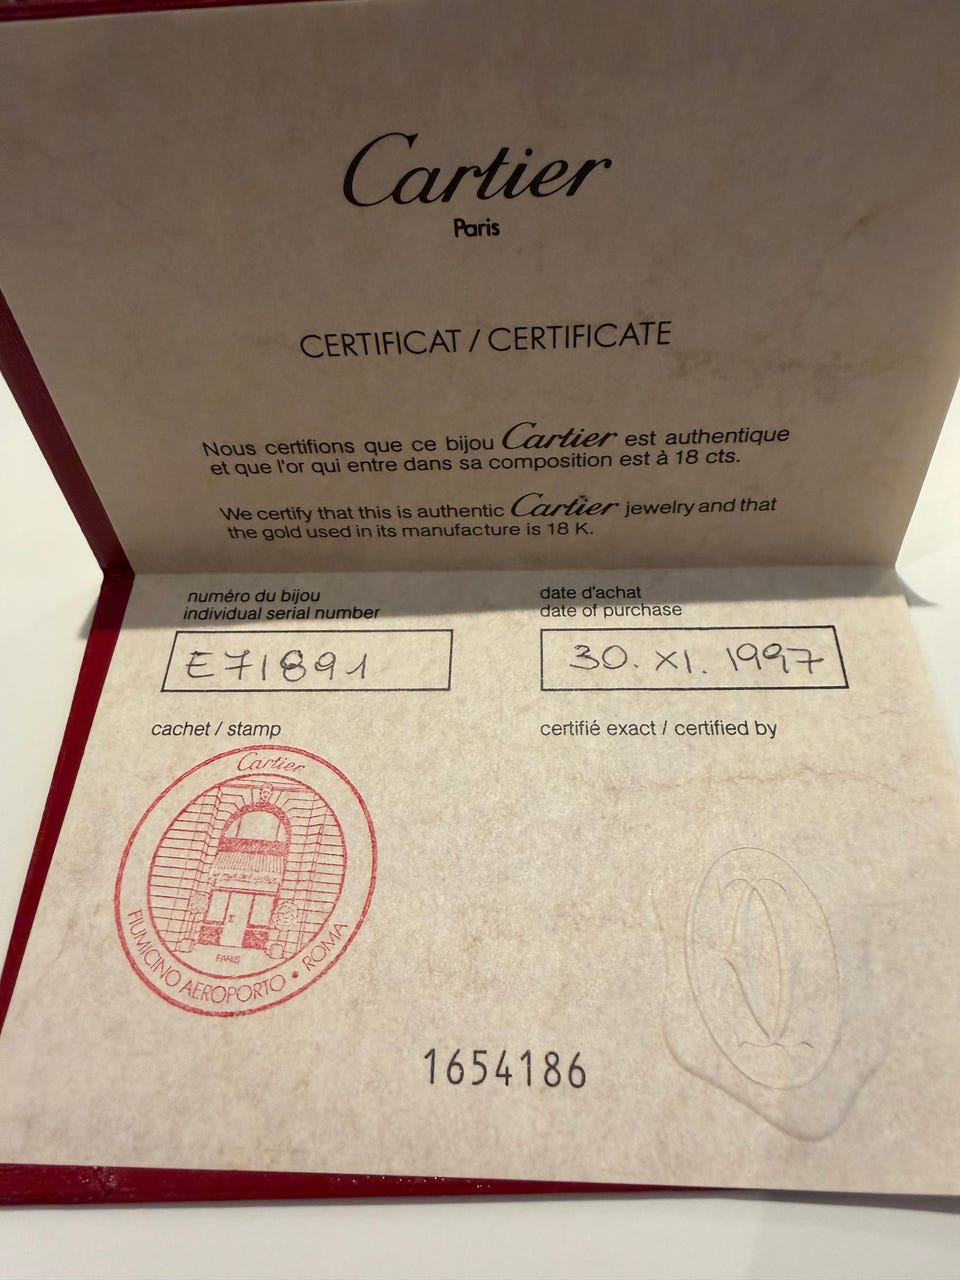 Cartier
Paris
CERTIFICAT / CERTIFICATE
Nous certifions que ce bijou Cartier est authentique
et que l'or qui entre dans sa composition est à 18 cts.
We certify that this is authentic Cartier jewelry and that
the gold used in its manufacture is 18 K.
numéro du bijou
individual serial number
E71891
date d'achat
date of purchase
30. XI. 1997
cachet / stamp
certifié exact / certified by
Cartier
PARIS
FIUMICINO AEROPORTO • ROMA
1654186